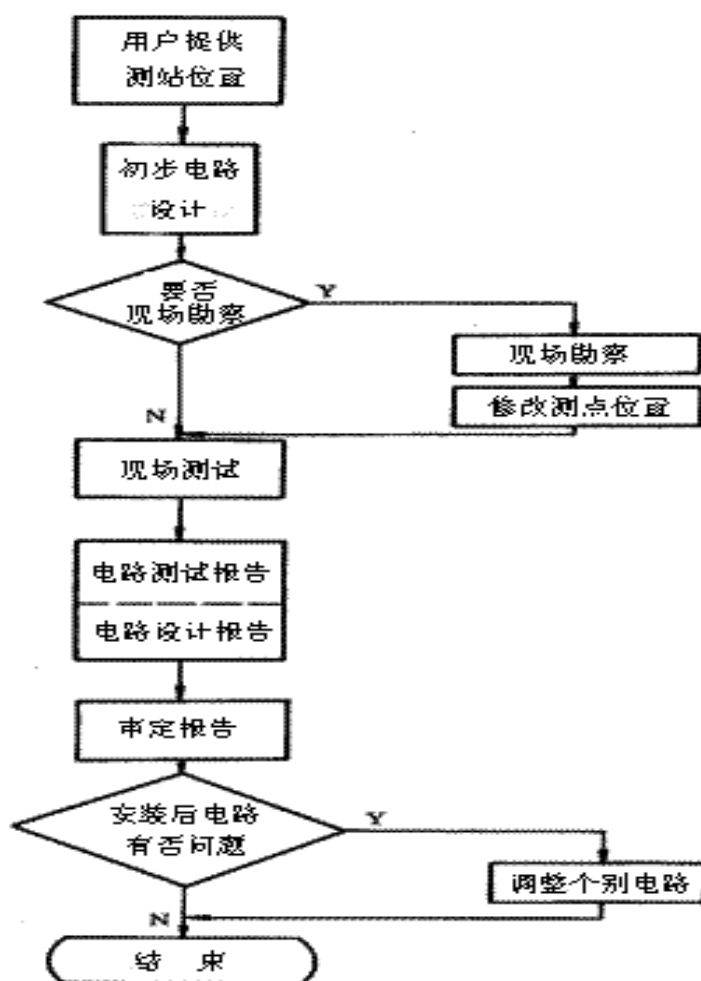 用户提供
测站位置
初步电路
设计
要否
现场勘察
Y
现场勘察
修改测点位置
N
现场测试
电路测试报告
电路设计报告
审定报告
安装后电路
有否问题
Y
调整个别电路
N
结 束